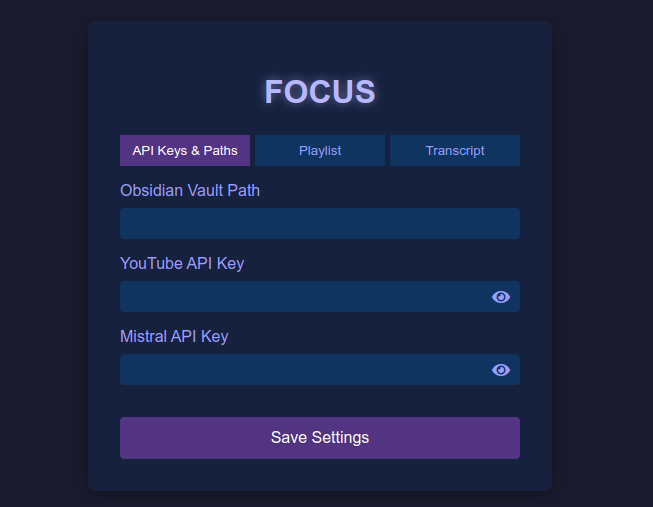 FOCUS
API Keys & Paths
Playlist
Transcript
Obsidian Vault Path
YouTube API Key
Mistral API Key
Save Settings